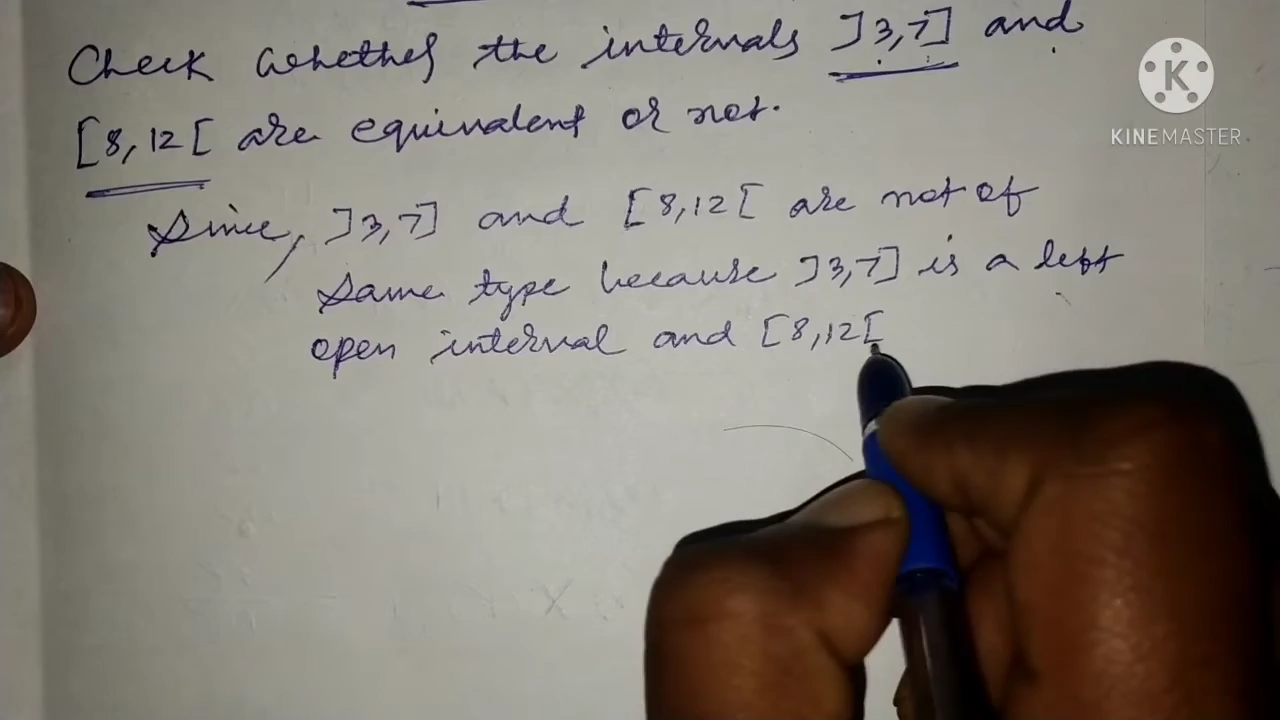 Check whether the intervals ]3,7] and
[8,12[ are equivalent or not.
Since, ]3,7] and [8,12[ are not of
same type because ]3,7] is a left
open interval and [8,12[
K
KINEMASTER